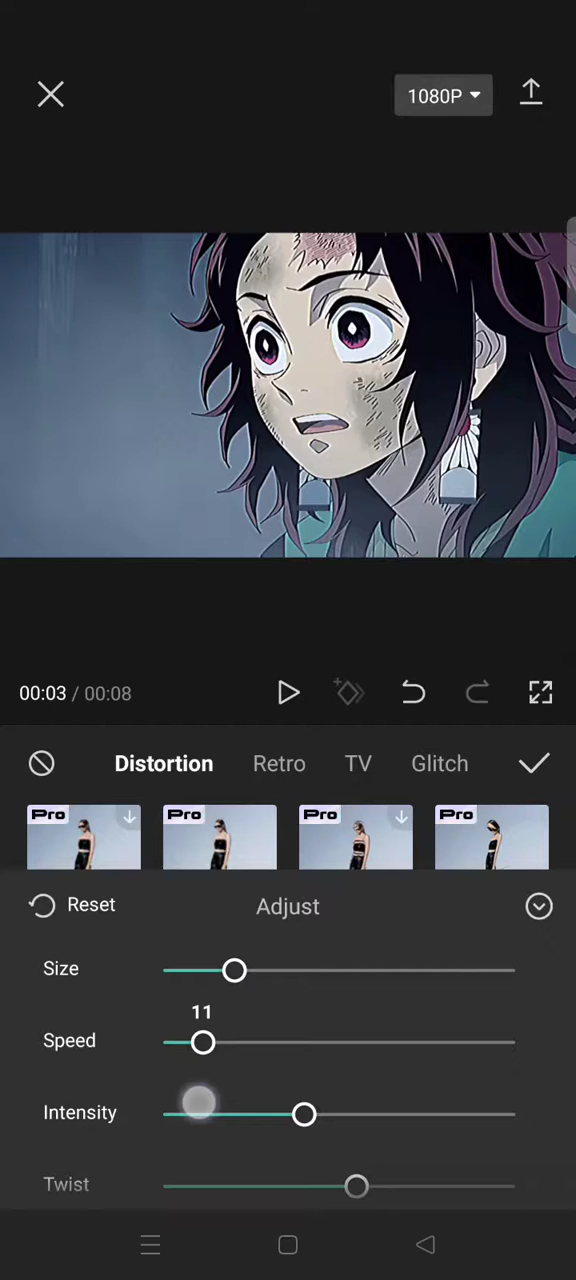 1080P
00:03 / 00:08
Distortion Retro TV Glitch
Pro Pro Pro Pro
Reset Adjust
Size
11
Speed
Intensity
Twist